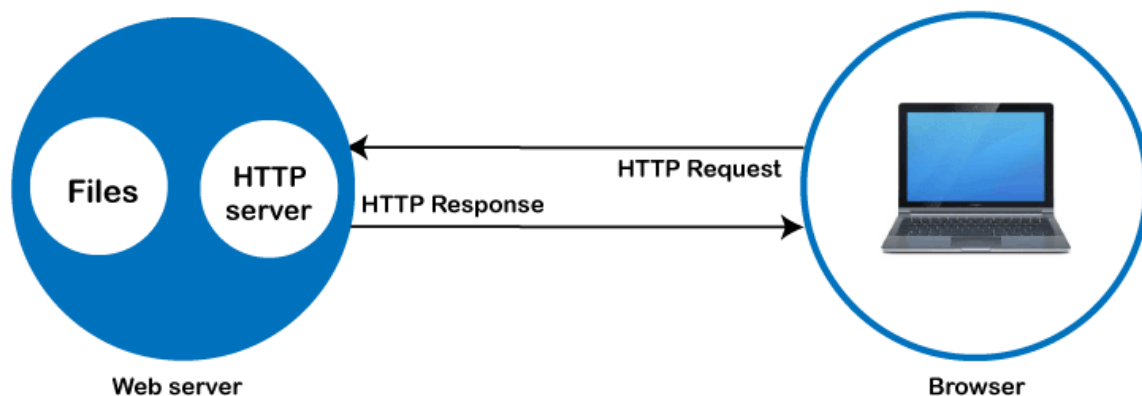 Files
HTTP
server
HTTP Request
HTTP Response
Web server
Browser